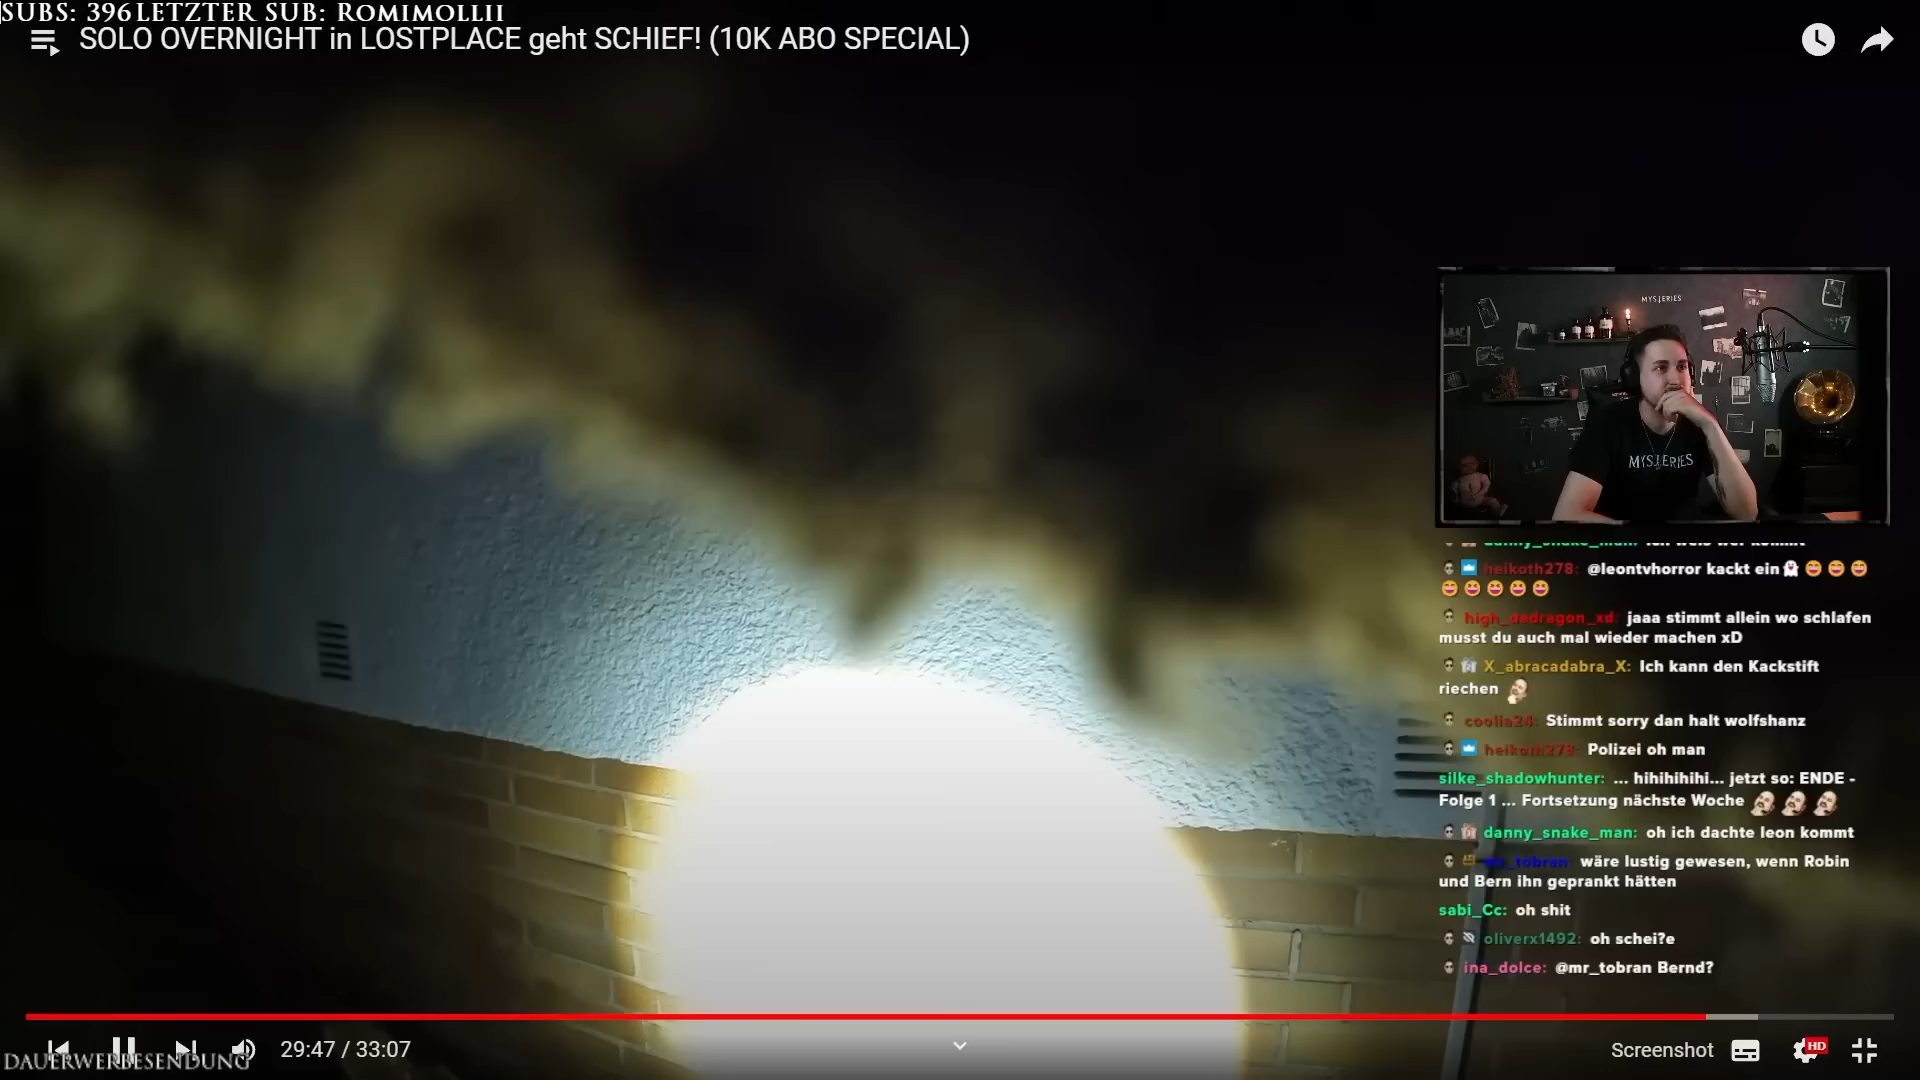 SUBS: 396 LETZTER SUB: ROMIMOLLII
SOLO OVERNIGHT in LOSTPLACE geht SCHIEF! (10K ABO SPECIAL)
MYSTERIES
MYSTERIES
heikoth278: @leontvhorror kackt ein👻😄😄😄
😄😆😆😆😆
high_dedragon_xd: jaaa stimmt allein wo schlafen
musst du auch mal wieder machen xD
X_abracadabra_X: Ich kann den Kackstift
riechen
coolia24: Stimmt sorry dan halt wolfshanz
heikoth278: Polizei oh man
silke_shadowhunter: ... hihihihihi... jetzt so: ENDE -
Folge 1 ... Fortsetzung nächste Woche
danny_snake_man: oh ich dachte leon kommt
mr_tobran: wäre lustig gewesen, wenn Robin
und Bern ihn geprankt hätten
sabi_Cc: oh shit
oliverx1492: oh schei?e
ina_dolce: @mr_tobran Bernd?
29:47 / 33:07
Screenshot
HD
DAUERWERBESENDUNG